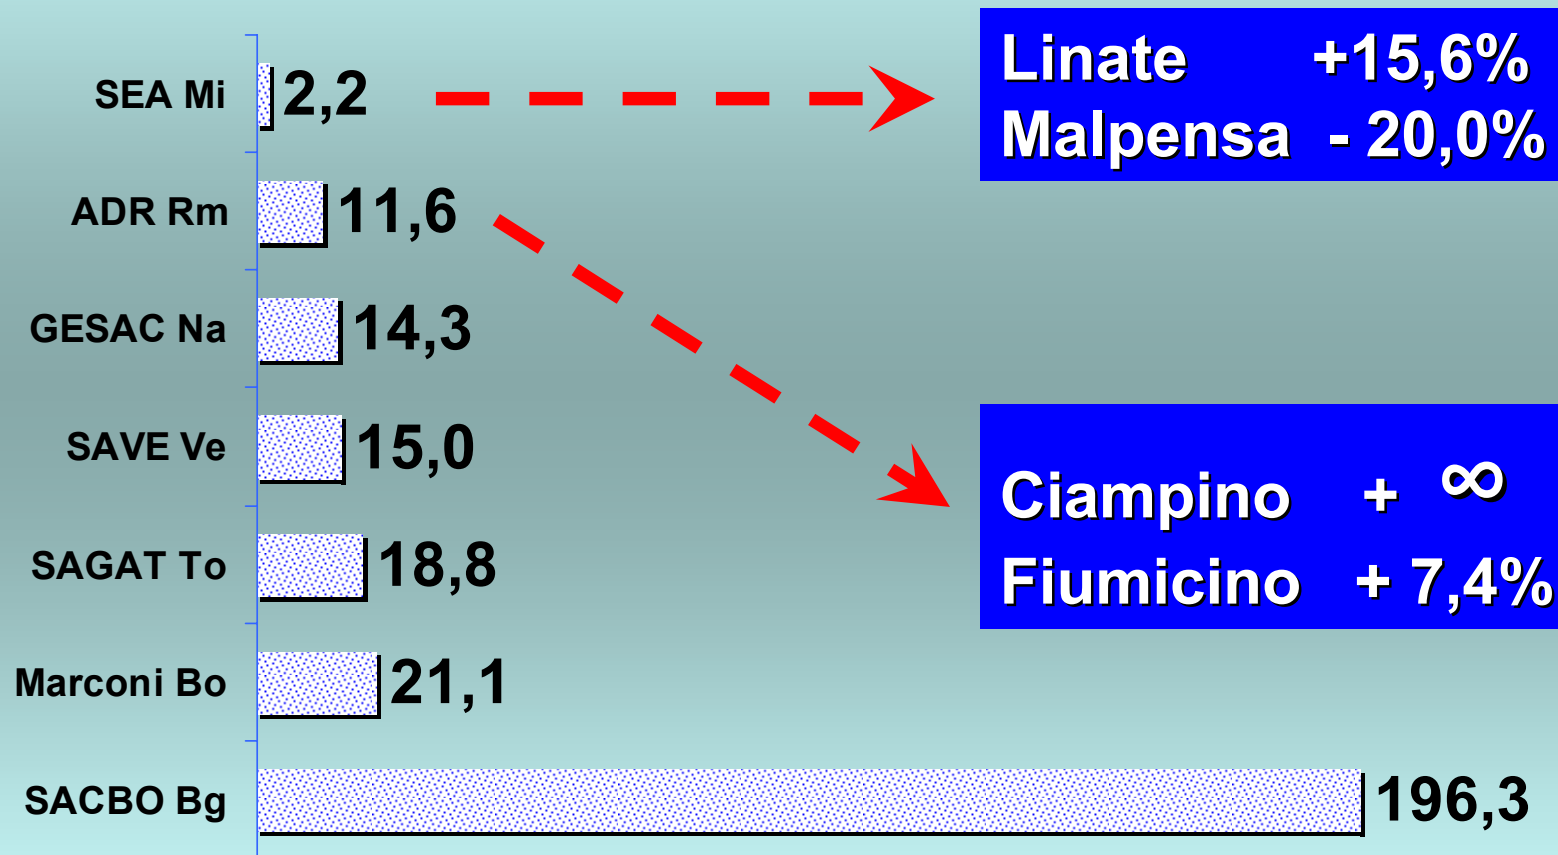 SEA Mi 2,2
Linate +15,6%
Malpensa - 20,0%
ADR Rm 11,6
GESAC Na 14,3
SAVE Ve 15,0
Ciampino + ∞
Fiumicino + 7,4%
SAGAT To 18,8
Marconi Bo 21,1
SACBO Bg 196,3